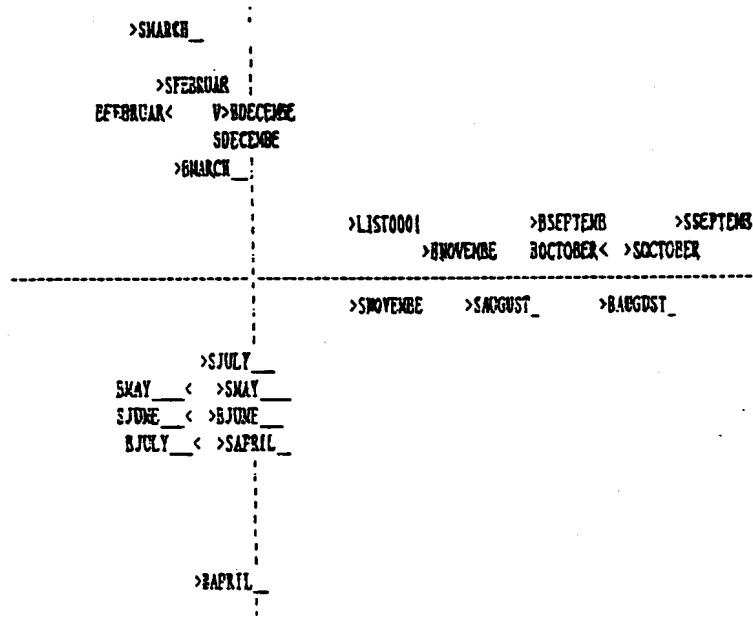 >SMARCH_
>SFEBRUAR
BFEBRUAR< V>BDECEMBE
SDECEMBE
>BMARCH_
>LIST0001 >BSEPTEMB >SSEPTEMB
>BNOVEMBE BOCTOBER< >SOCTOBER
>SNOVEMBE >SAUGUST_ >BAUGUST_
>SJULY__
BMAY___< >SMAY___
SJUNE__< >BJUNE__
BJULY__< >SAPRIL_
>BAPRIL_